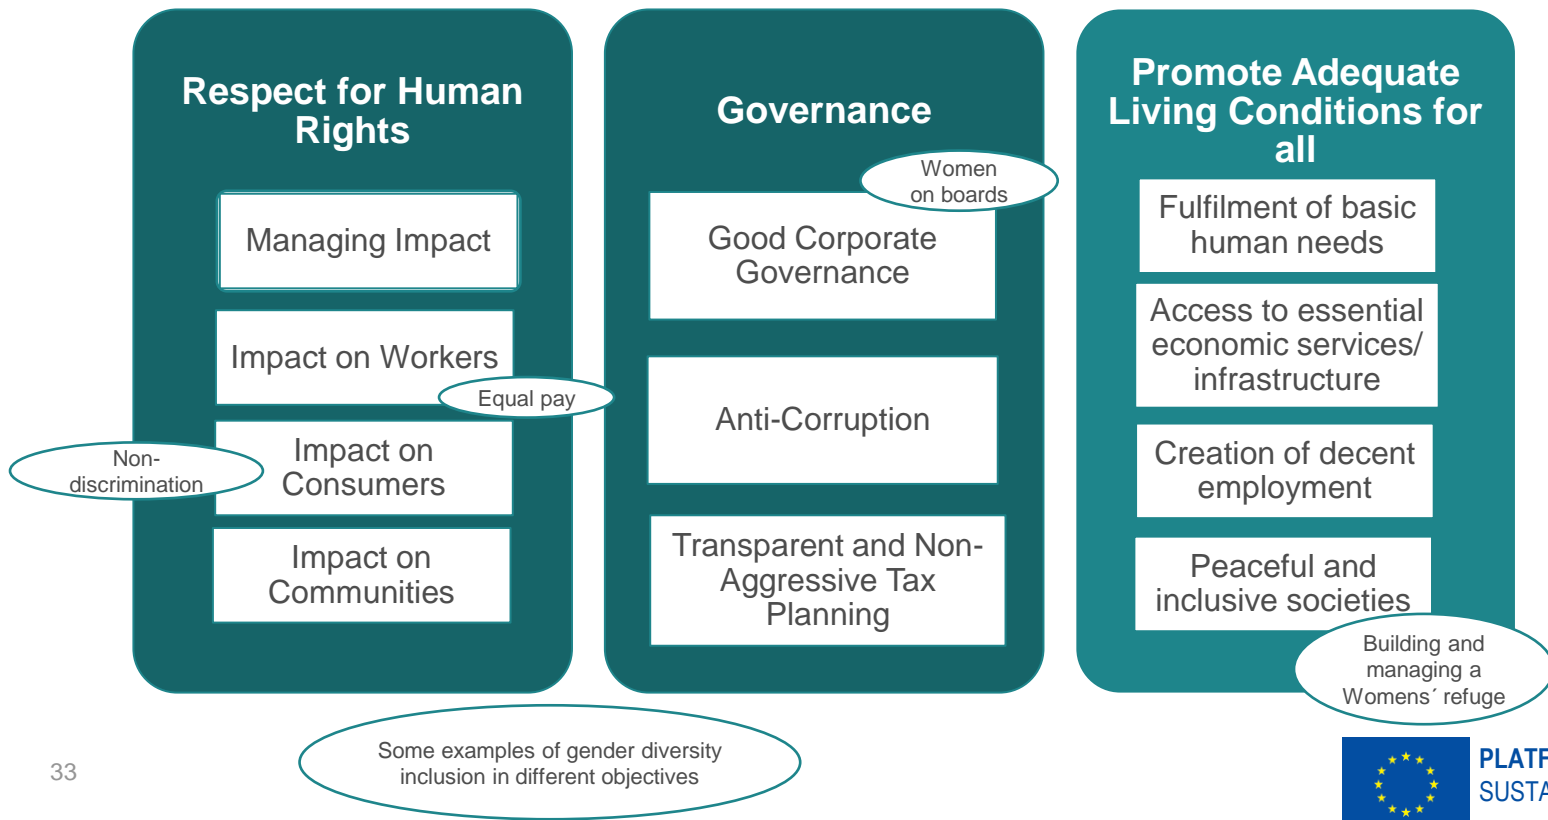 Respect for Human
Rights
Managing Impact
Impact on Workers
Equal pay
Non-
discrimination
Impact on
Consumers
Impact on
Communities
Governance
Women
on boards
Good Corporate
Governance
Anti-Corruption
Transparent and Non-
Aggressive Tax
Planning
Promote Adequate
Living Conditions for
all
Fulfilment of basic
human needs
Access to essential
economic services/
infrastructure
Creation of decent
employment
Peaceful and
inclusive societies
Building and
managing a
Womens´ refuge
Some examples of gender diversity
inclusion in different objectives
33
PLATF
SUSTA